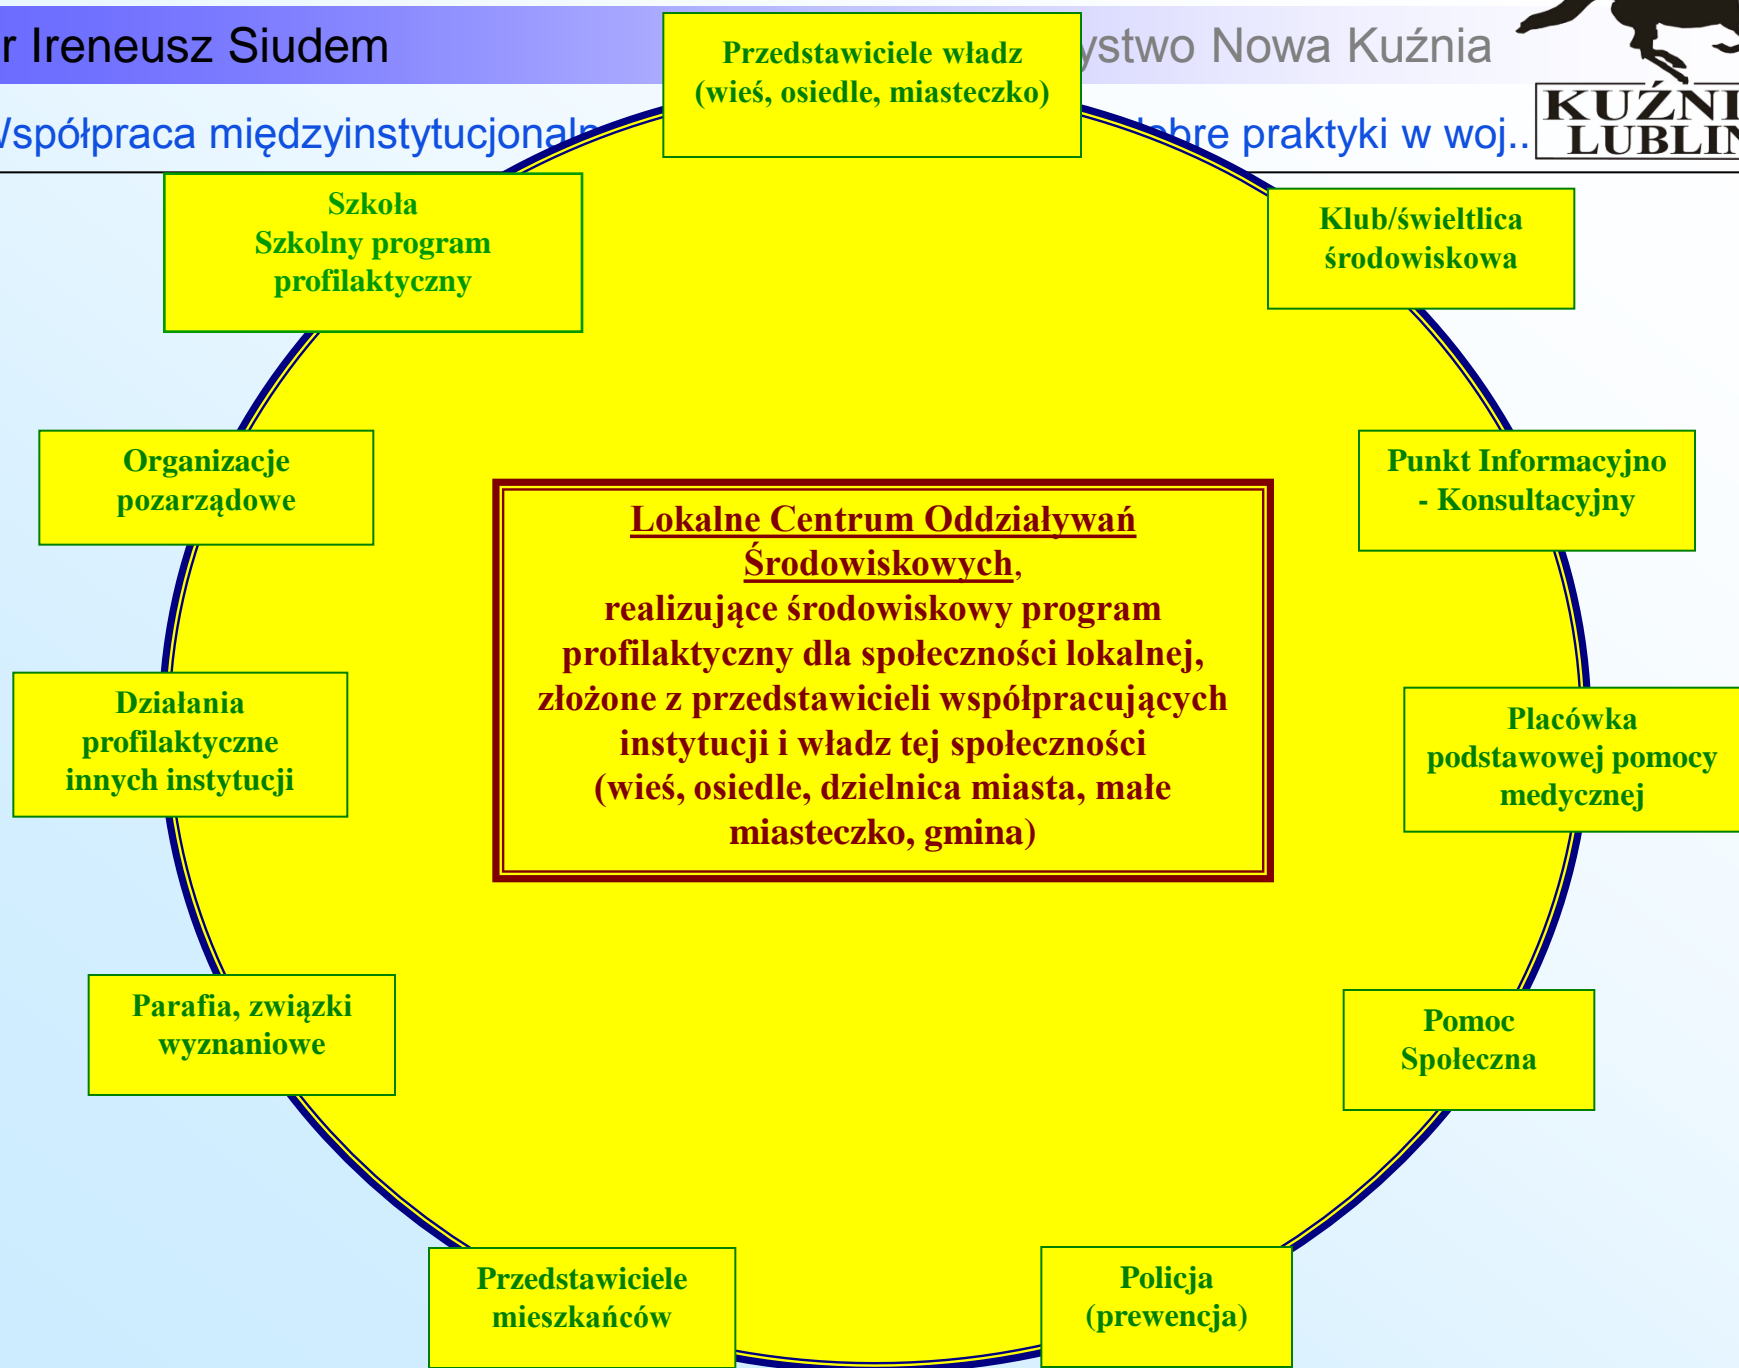 r Ireneusz Siudem
ystwo Nowa Kuźnia
Współpraca międzyinstytucjonaln
obre praktyki w woj..
KUŹNI
LUBLIN
Przedstawiciele władz
(wieś, osiedle, miasteczko)
Szkoła
Szkolny program
profilaktyczny
Klub/świeltlica
środowiskowa
Organizacje
pozarządowe
Punkt Informacyjno
- Konsultacyjny
Lokalne Centrum Oddziaływań
Środowiskowych,
realizujące środowiskowy program
profilaktyczny dla społeczności lokalnej,
złożone z przedstawicieli współpracujących
instytucji i władz tej społeczności
(wieś, osiedle, dzielnica miasta, małe
miasteczko, gmina)
Działania
profilaktyczne
innych instytucji
Placówka
podstawowej pomocy
medycznej
Parafia, związki
wyznaniowe
Pomoc
Społeczna
Przedstawiciele
mieszkańców
Policja
(prewencja)